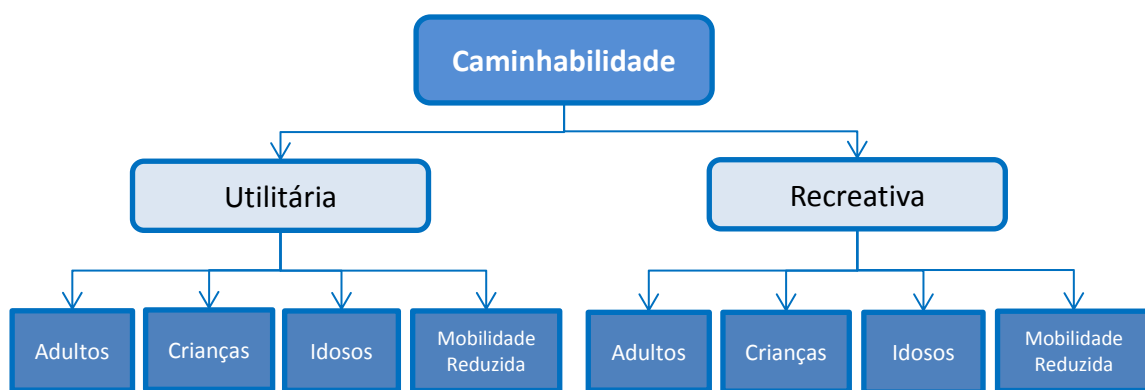 Caminhabilidade
Utilitária
Recreativa
Adultos
Crianças
Idosos
Mobilidade
Reduzida
Adultos
Crianças
Idosos
Mobilidade
Reduzida